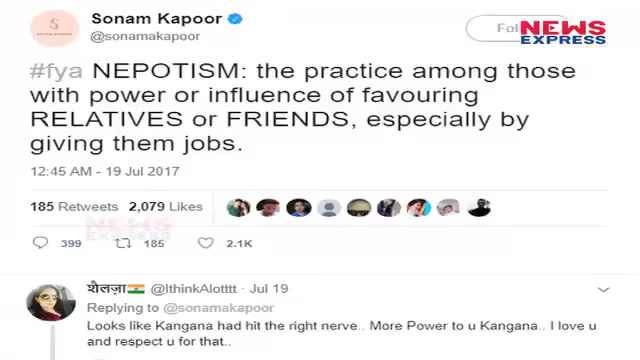 Sonam Kapoor
@sonamakapoor
NEWS
EXPRESS
#fya NEPOTISM: the practice among those
with power or influence of favouring
RELATIVES or FRIENDS, especially by
giving them jobs.
12:45 AM - 19 Jul 2017
185 Retweets 2,079 Likes
NEWS
EXPRESS
399 185 2.1K
शैलज़ा @IthinkAlotttt · Jul 19
Replying to @sonamakapoor
Looks like Kangana had hit the right nerve.. More Power to u Kangana.. I love u
and respect u for that..